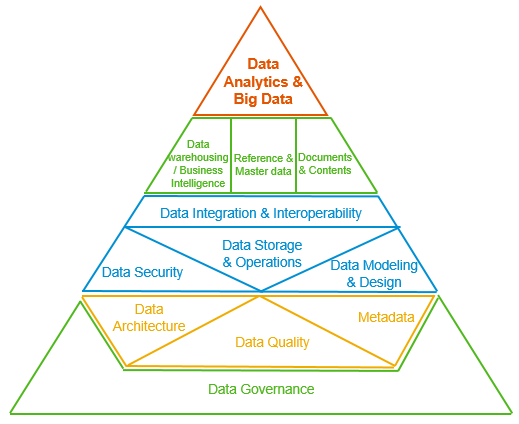 Data
Analytics &
Big Data
Data
warehousing
/ Business
Intelligence
Reference &
Master data
Documents
& Contents
Data Integration & Interoperability
Data Security
Data Storage
& Operations
Data Modeling
& Design
Data
Architecture
Data Quality
Metadata
Data Governance